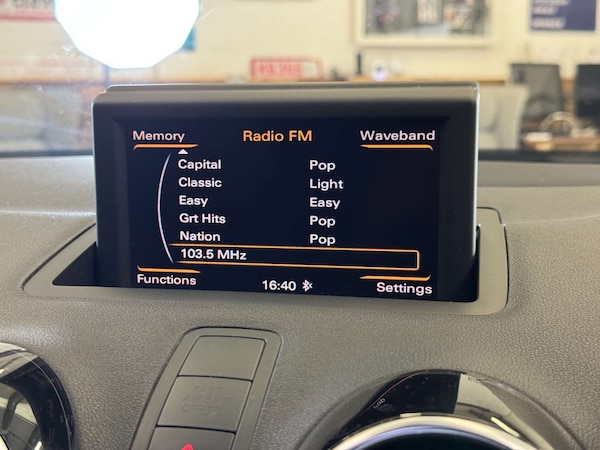 Memory Radio FM Waveband
Capital Pop
Classic Light
Easy Easy
Grt Hits Pop
Nation Pop
103.5 MHz
Functions 16:40 Settings